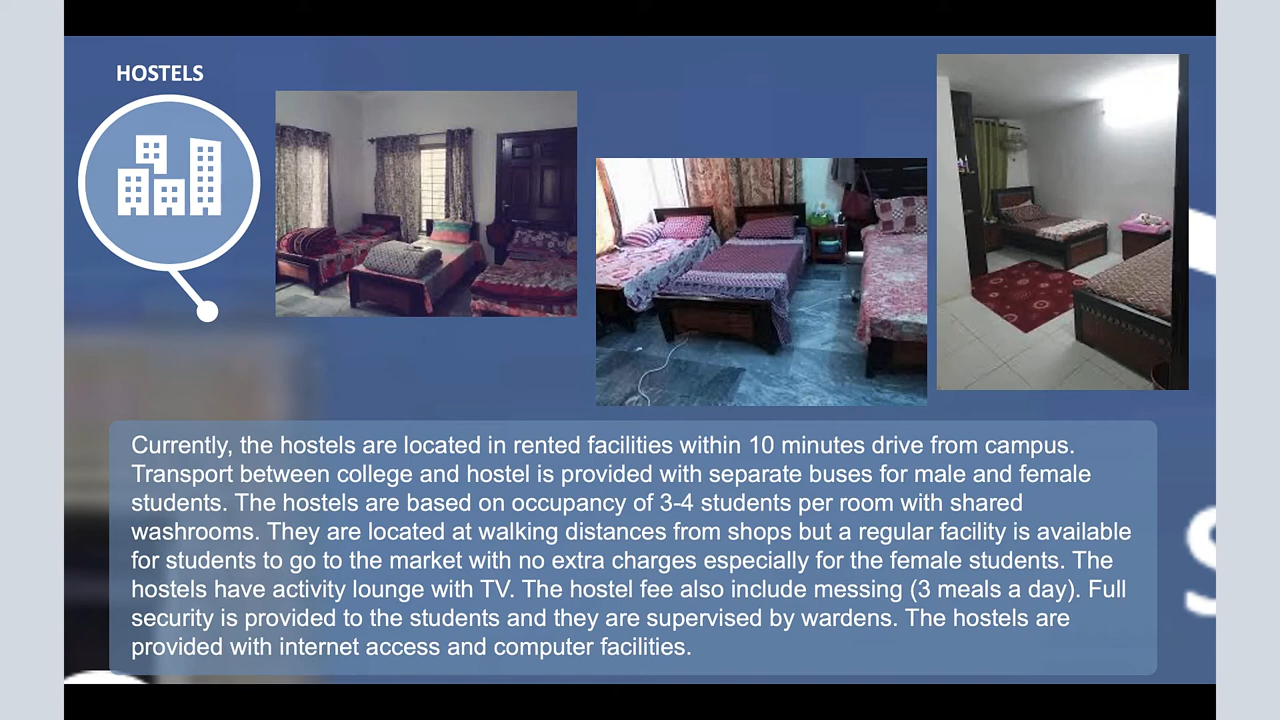 HOSTELS
Currently, the hostels are located in rented facilities within 10 minutes drive from campus.
Transport between college and hostel is provided with separate buses for male and female
students. The hostels are based on occupancy of 3-4 students per room with shared
washrooms. They are located at walking distances from shops but a regular facility is available
for students to go to the market with no extra charges especially for the female students. The
hostels have activity lounge with TV. The hostel fee also include messing (3 meals a day). Full
security is provided to the students and they are supervised by wardens. The hostels are
provided with internet access and computer facilities.